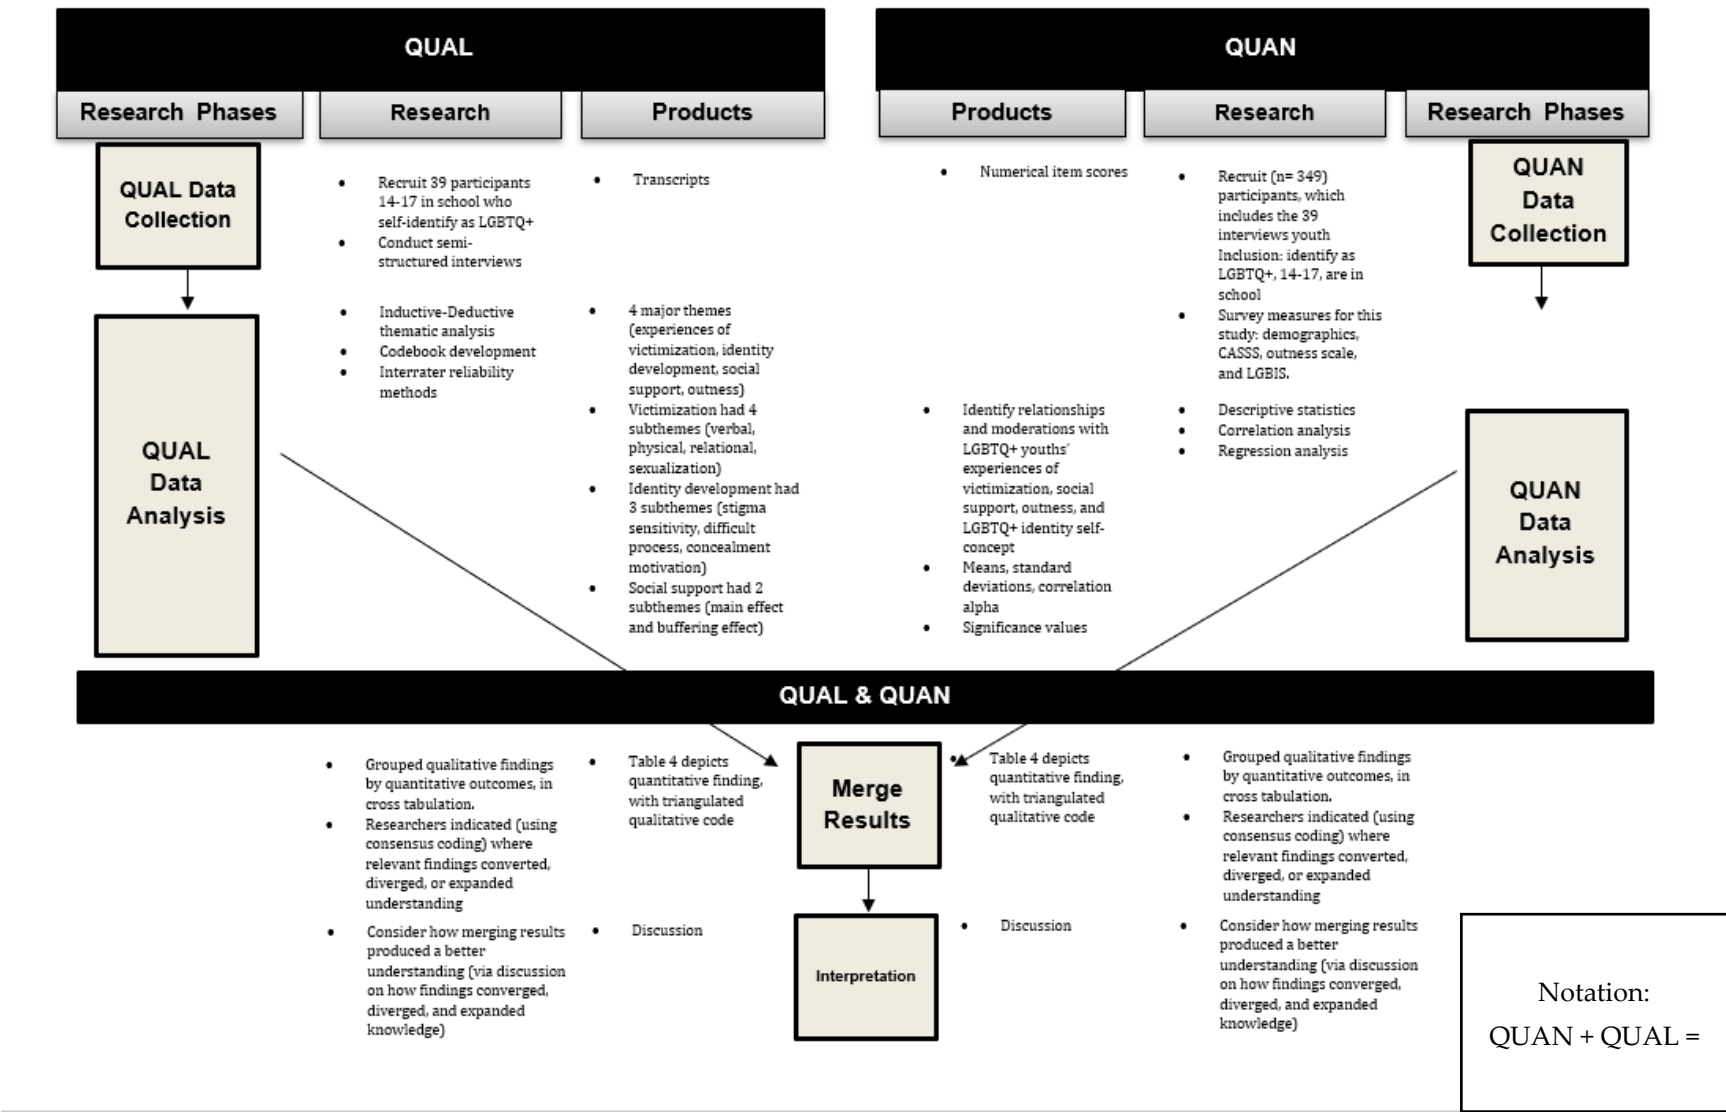 QUAL
QUAN
Research Phases
Research
Products
Products
Research
Research Phases
QUAL Data
Collection
• Recruit 39 participants
14-17 in school who
self-identify as LGBTQ+
• Conduct semi-
structured interviews
• Transcripts
• Numerical item scores
• Recruit (n= 349)
participants, which
includes the 39
interviews youth
Inclusion: identify as
LGBTQ+, 14-17, are in
school
• Survey measures for this
study: demographics,
CASSS, outness scale,
and LGBIS.
QUAN
Data
Collection
QUAL
Data
Analysis
• Inductive-Deductive
thematic analysis
• Codebook development
• Interrater reliability
methods
• 4 major themes
(experiences of
victimization, identity
development, social
support, outness)
• Victimization had 4
subthemes (verbal,
physical, relational,
sexualization)
• Identity development had
3 subthemes (stigma
sensitivity, difficult
process, concealment
motivation)
• Social support had 2
subthemes (main effect
and buffering effect)
• Identify relationships
and moderations with
LGBTQ+ youths'
experiences of
victimization, social
support, outness, and
LGBTQ+ identity self-
concept
• Means, standard
deviations, correlation
alpha
• Significance values
• Descriptive statistics
• Correlation analysis
• Regression analysis
QUAN
Data
Analysis
QUAL & QUAN
• Grouped qualitative findings
by quantitative outcomes, in
cross tabulation.
• Researchers indicated (using
consensus coding) where
relevant findings converted,
diverged, or expanded
understanding
• Table 4 depicts
quantitative finding,
with triangulated
qualitative code
Merge
Results
• Table 4 depicts
quantitative finding,
with triangulated
qualitative code
• Grouped qualitative findings
by quantitative outcomes, in
cross tabulation.
• Researchers indicated (using
consensus coding) where
relevant findings converted,
diverged, or expanded
understanding
• Consider how merging results
produced a better
understanding (via discussion
on how findings converged,
diverged, and expanded
knowledge)
• Discussion
Interpretation
• Discussion
• Consider how merging results
produced a better
understanding (via discussion
on how findings converged,
diverged, and expanded
knowledge)
Notation:
QUAN + QUAL =